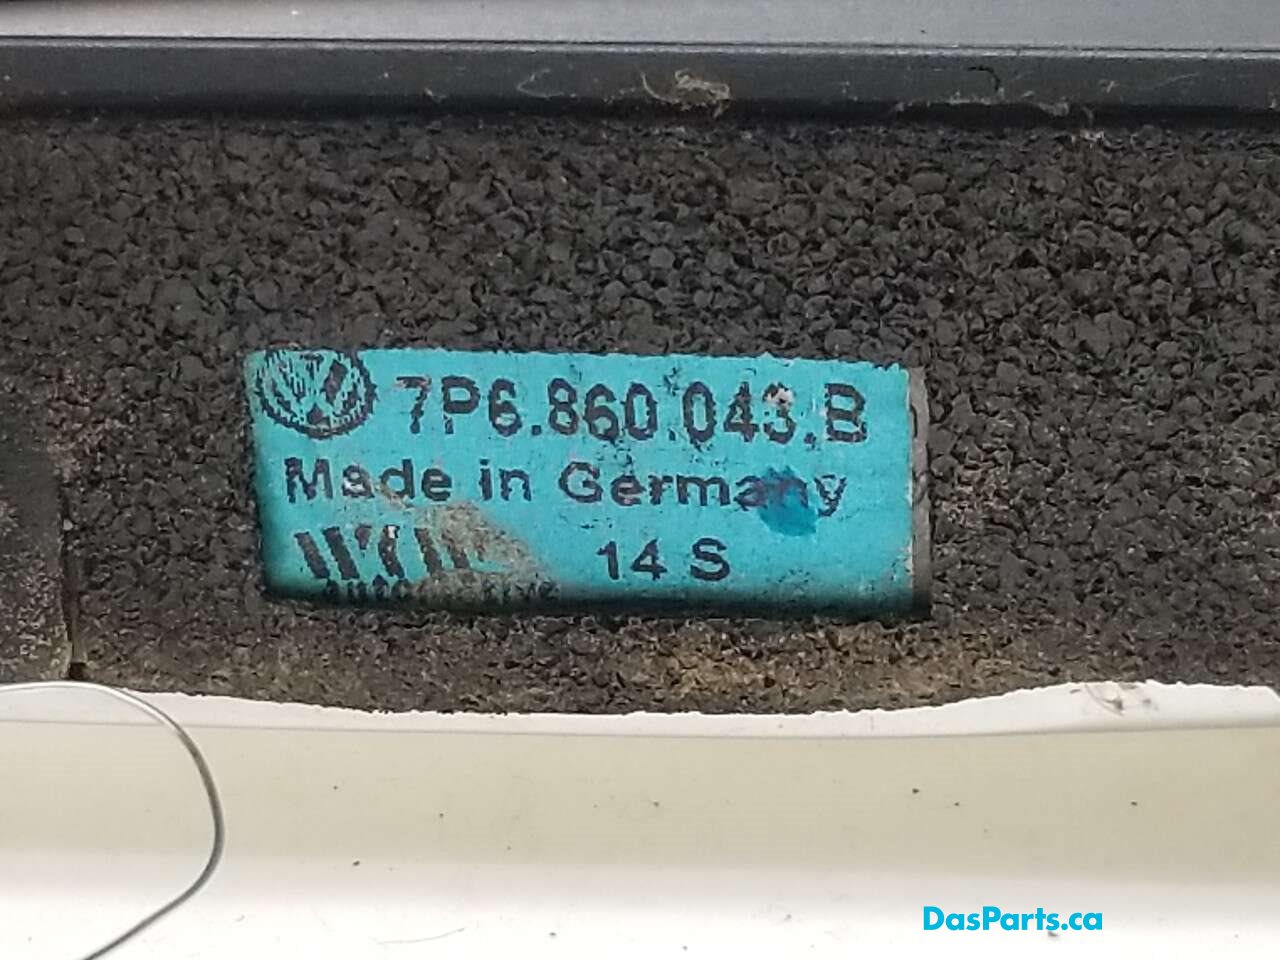 7P6.860.043.B
Made in Germany
14 S
DasParts.ca